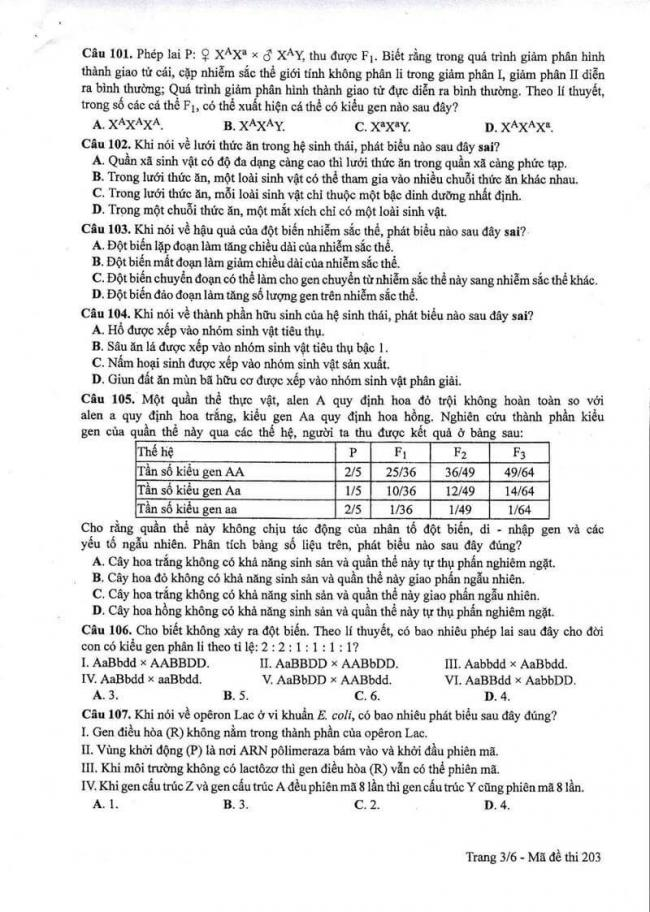 Câu 101. Phép lai P: ♀ XᴬXᵃ × ♂ XᴬY, thu được F₁. Biết rằng trong quá trình giảm phân hình
thành giao tử cái, cặp nhiễm sắc thể giới tính không phân li trong giảm phân I, giảm phân II diễn
ra bình thường; Quá trình giảm phân hình thành giao tử đực diễn ra bình thường. Theo lí thuyết,
trong số các cá thể F₁, có thể xuất hiện cá thể có kiểu gen nào sau đây?
A. XᴬXᴬXᴬ. B. XᴬXᴬY. C. XᵃXᵃY. D. XᴬXᴬXᵃ.
Câu 102. Khi nói về lưới thức ăn trong hệ sinh thái, phát biểu nào sau đây sai?
A. Quần xã sinh vật có độ đa dạng càng cao thì lưới thức ăn trong quần xã càng phức tạp.
B. Trong lưới thức ăn, một loài sinh vật có thể tham gia vào nhiều chuỗi thức ăn khác nhau.
C. Trong lưới thức ăn, mỗi loài sinh vật chỉ thuộc một bậc dinh dưỡng nhất định.
D. Trong một chuỗi thức ăn, một mắt xích chỉ có một loài sinh vật.
Câu 103. Khi nói về hậu quả của đột biến nhiễm sắc thể, phát biểu nào sau đây sai?
A. Đột biến lặp đoạn làm tăng chiều dài của nhiễm sắc thể.
B. Đột biến mất đoạn làm giảm chiều dài của nhiễm sắc thể.
C. Đột biến chuyển đoạn có thể làm cho gen chuyển từ nhiễm sắc thể này sang nhiễm sắc thể khác.
D. Đột biến đảo đoạn làm tăng số lượng gen trên nhiễm sắc thể.
Câu 104. Khi nói về thành phần hữu sinh của hệ sinh thái, phát biểu nào sau đây sai?
A. Hổ được xếp vào nhóm sinh vật tiêu thụ.
B. Sâu ăn lá được xếp vào nhóm sinh vật tiêu thụ bậc 1.
C. Nấm hoại sinh được xếp vào nhóm sinh vật sản xuất.
D. Giun đất ăn mùn bã hữu cơ được xếp vào nhóm sinh vật phân giải.
Câu 105. Một quần thể thực vật, alen A quy định hoa đỏ trội không hoàn toàn so với
alen a quy định hoa trắng, kiểu gen Aa quy định hoa hồng. Nghiên cứu thành phần kiểu
gen của quần thể này qua các thế hệ, người ta thu được kết quả ở bảng sau:
Thế hệ P F₁ F₂ F₃
Tần số kiểu gen AA 2/5 25/36 36/49 49/64
Tần số kiểu gen Aa 1/5 10/36 12/49 14/64
Tần số kiểu gen aa 2/5 1/36 1/49 1/64
Cho rằng quần thể này không chịu tác động của nhân tố đột biến, di - nhập gen và các
yếu tố ngẫu nhiên. Phân tích bảng số liệu trên, phát biểu nào sau đây đúng?
A. Cây hoa trắng không có khả năng sinh sản và quần thể này tự thụ phấn nghiêm ngặt.
B. Cây hoa đỏ không có khả năng sinh sản và quần thể này giao phấn ngẫu nhiên.
C. Cây hoa trắng không có khả năng sinh sản và quần thể này giao phấn ngẫu nhiên.
D. Cây hoa hồng không có khả năng sinh sản và quần thể này tự thụ phấn nghiêm ngặt.
Câu 106. Cho biết không xảy ra đột biến. Theo lí thuyết, có bao nhiêu phép lai sau đây cho đời
con có kiểu gen phân li theo tỉ lệ: 2 : 2 : 1 : 1 : 1 : 1?
I. AaBbdd × AABBDD. II. AaBBDD × AABbDD. III. Aabbdd × AaBbdd.
IV. AaBbdd × aaBbdd. V. AaBbDD × AABbdd. VI. AaBBdd × AabbDD.
A. 3. B. 5. C. 6. D. 4.
Câu 107. Khi nói về opêron Lac ở vi khuẩn E. coli, có bao nhiêu phát biểu sau đây đúng?
I. Gen điều hòa (R) không nằm trong thành phần của opêron Lac.
II. Vùng khởi động (P) là nơi ARN pôlimeraza bám vào và khởi đầu phiên mã.
III. Khi môi trường không có lactôzơ thì gen điều hòa (R) vẫn có thể phiên mã.
IV. Khi gen cấu trúc Z và gen cấu trúc A đều phiên mã 8 lần thì gen cấu trúc Y cũng phiên mã 8 lần.
A. 1. B. 3. C. 2. D. 4.
Trang 3/6 - Mã đề thi 203